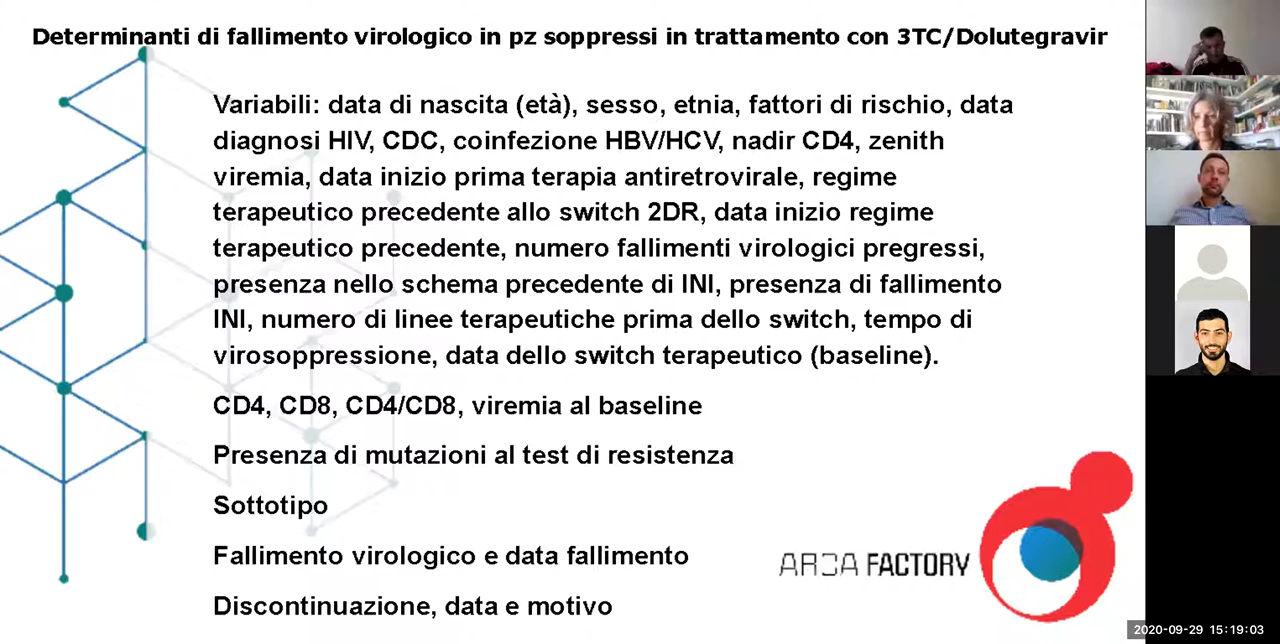 Determinanti di fallimento virologico in pz soppressi in trattamento con 3TC/Dolutegravir
Variabili: data di nascita (età), sesso, etnia, fattori di rischio, data
diagnosi HIV, CDC, coinfezione HBV/HCV, nadir CD4, zenith
viremia, data inizio prima terapia antiretrovirale, regime
terapeutico precedente allo switch 2DR, data inizio regime
terapeutico precedente, numero fallimenti virologici pregressi,
presenza nello schema precedente di INI, presenza di fallimento
INI, numero di linee terapeutiche prima dello switch, tempo di
virosoppressione, data dello switch terapeutico (baseline).
CD4, CD8, CD4/CD8, viremia al baseline
Presenza di mutazioni al test di resistenza
Sottotipo
Fallimento virologico e data fallimento
Discontinuazione, data e motivo
ARCA FACTORY
2020-09-29 15:19:03